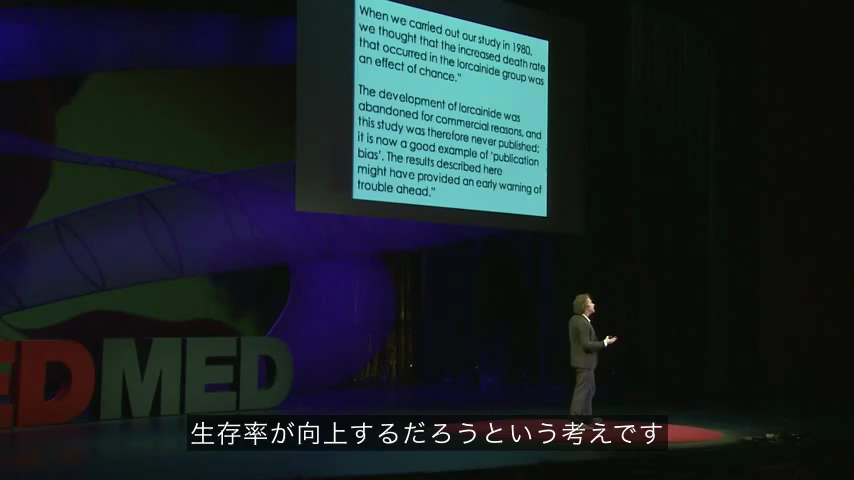 When we carried out our study in 1980,
we thought that the increased death rate
that occurred in the lorcainide group was
an effect of chance."
The development of lorcainide was
abandoned for commercial reasons, and
this study was therefore never published;
it is now a good example of 'publication
bias'. The results described here
might have provided an early warning of
trouble ahead."
EDMED
生存率が向上するだろうという考えです